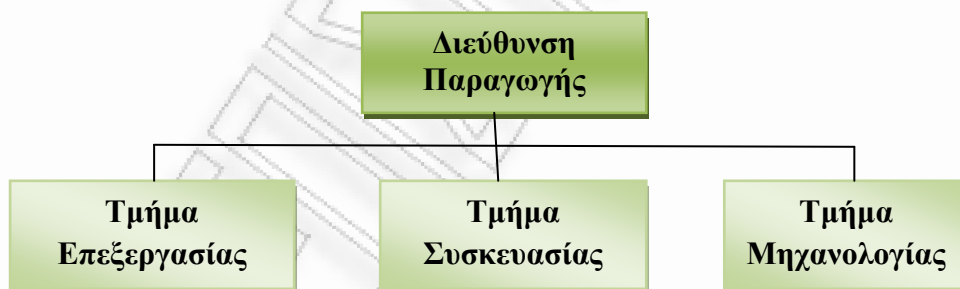 Διεύθυνση
Παραγωγής
Τμήμα
Επεξεργασίας
Τμήμα
Συσκευασίας
Τμήμα
Μηχανολογίας